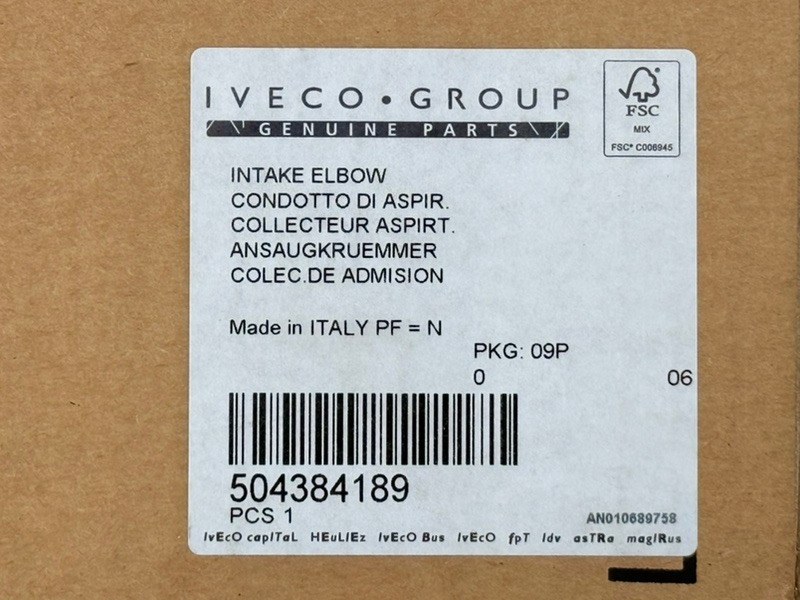 IVECO • GROUP
GENUINE PARTS
FSC
MIX
FSC® C006945
INTAKE ELBOW
CONDOTTO DI ASPIR.
COLLECTEUR ASPIRT.
ANSAUGKRUEMMER
COLEC.DE ADMISION
Made in ITALY PF = N
PKG: 09P
0 06
504384189
PCS 1
AN010689758
IvEcO capITaL HEuLIEz IvEcO Bus IvEcO fpT Idv asTRa magIRus